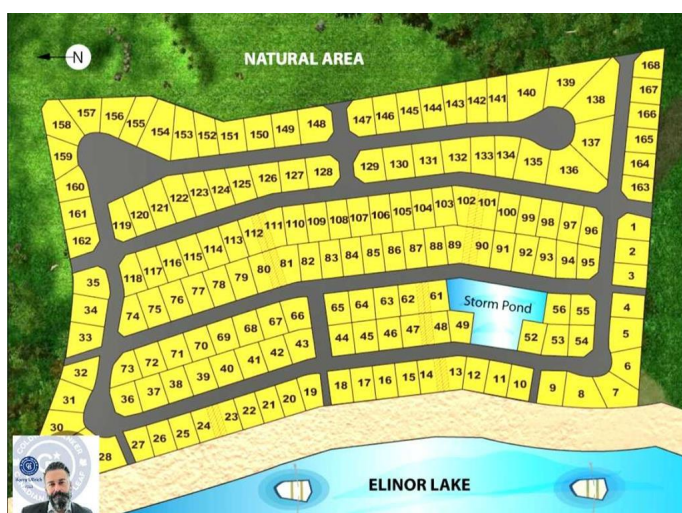 N
NATURAL AREA
168
167
166
165
164
163
157 156 155 154 153 152 151 150 149 148 147 146 145 144 143 142 141 140 139 138 137 136
158
159
160
161
162
119 120 121 122 123 124 125 126 127 128 129 130 131 132 133 134 135
118 117 116 115 114 113 112 111 110 109 108 107 106 105 104 103 102 101 100 99 98 97 96
1
2
3
74 75 76 77 78 79 80 81 82 83 84 85 86 87 88 89 90 91 92 93 94 95
35
34
33
73 72 71 70 69 68 67 66 65 64 63 62 61 Storm Pond 56 55
4
5
6
7
36 37 38 39 40 41 42 43 44 45 46 47 48 49 52 53 54
32
31
30
28 27 26 25 24 23 22 21 20 19 18 17 16 15 14 13 12 11 10 9 8
Karry Ullrich
ELINOR LAKE